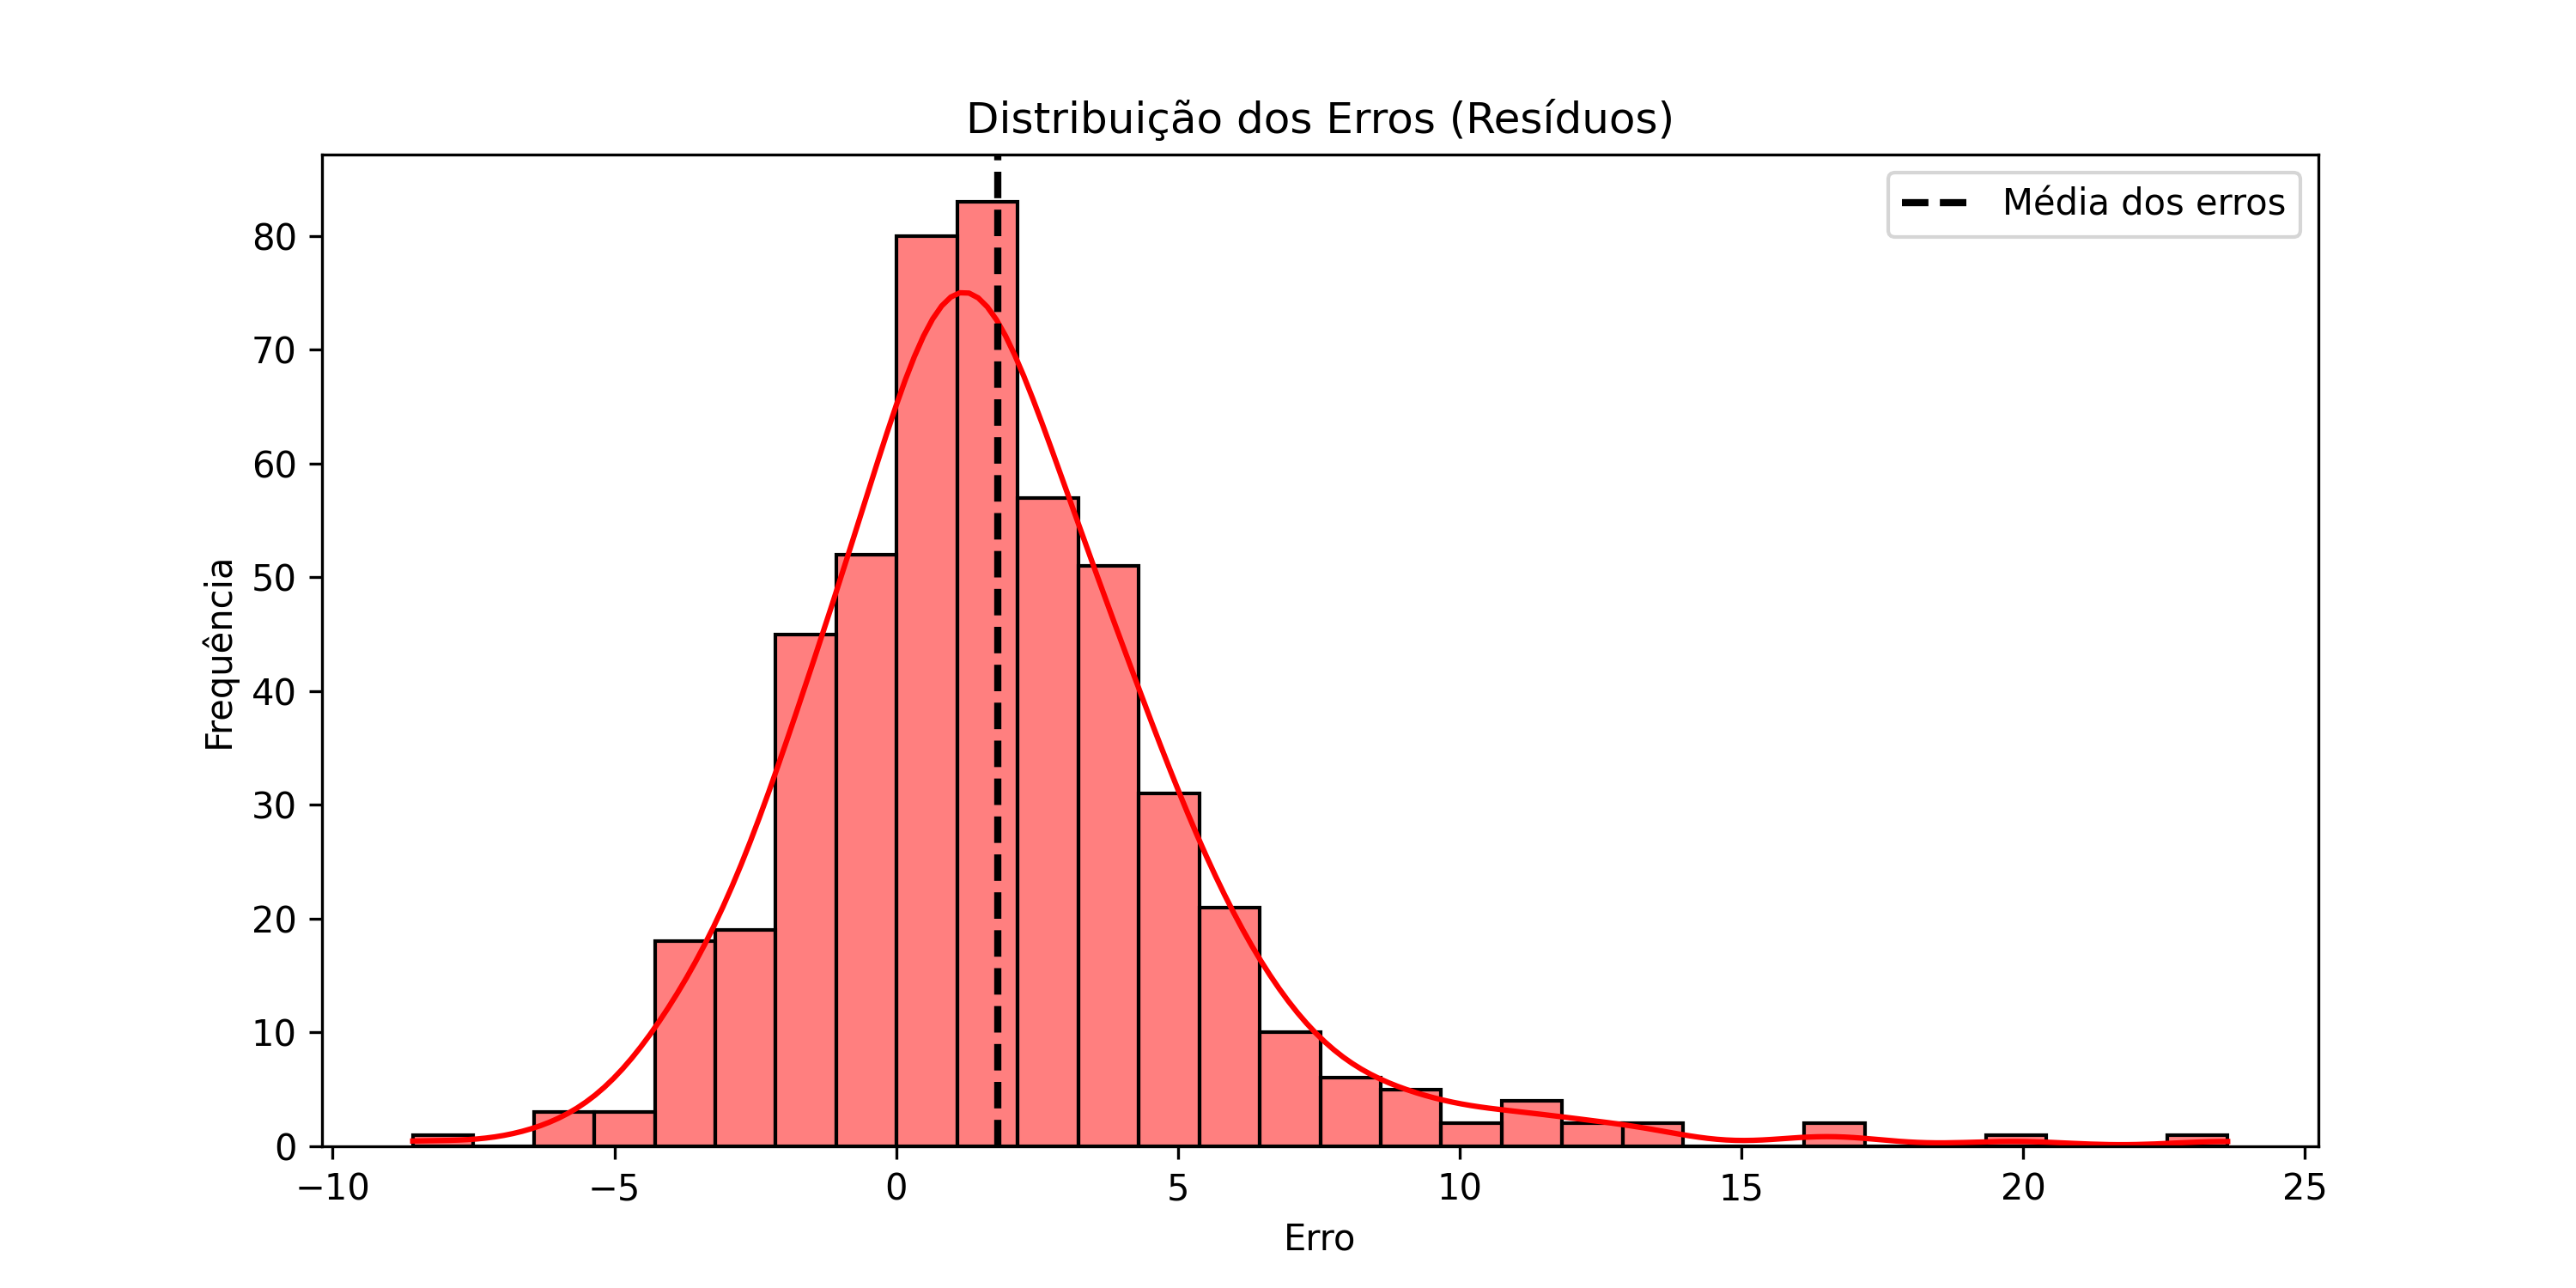 Distribuição dos Erros (Resíduos)
Média dos erros
80
70
60
50
40
30
20
10
0
Frequência
−10 −5 0 5 10 15 20 25
Erro